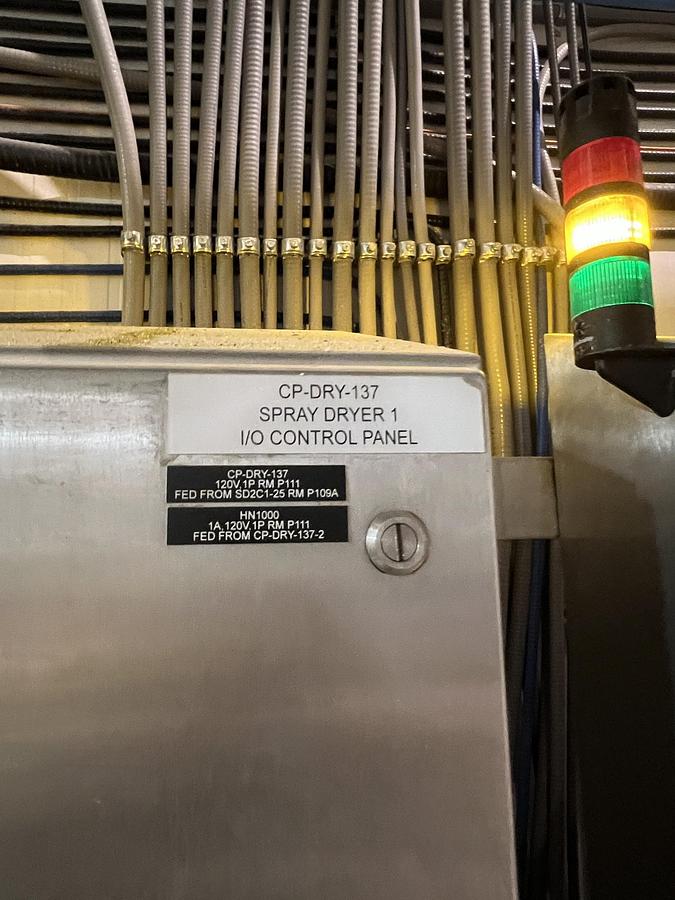 CP-DRY-137
SPRAY DRYER 1
I/O CONTROL PANEL
CP-DRY-137
120V,1P RM P111
FED FROM SD2C1-25 RM P109A
HN1000
1A,120V,1P RM P111
FED FROM CP-DRY-137-2